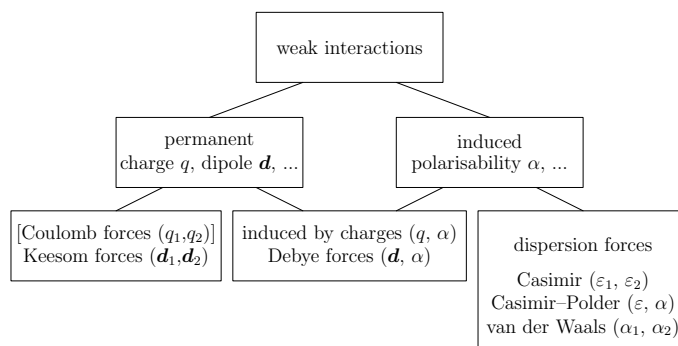 weak interactions
permanent
charge q, dipole d, ...
induced
polarisability α, ...
[Coulomb forces (q₁,q₂)]
Keesom forces (d₁,d₂)
induced by charges (q, α)
Debye forces (d, α)
dispersion forces
Casimir (ε₁, ε₂)
Casimir–Polder (ε, α)
van der Waals (α₁, α₂)